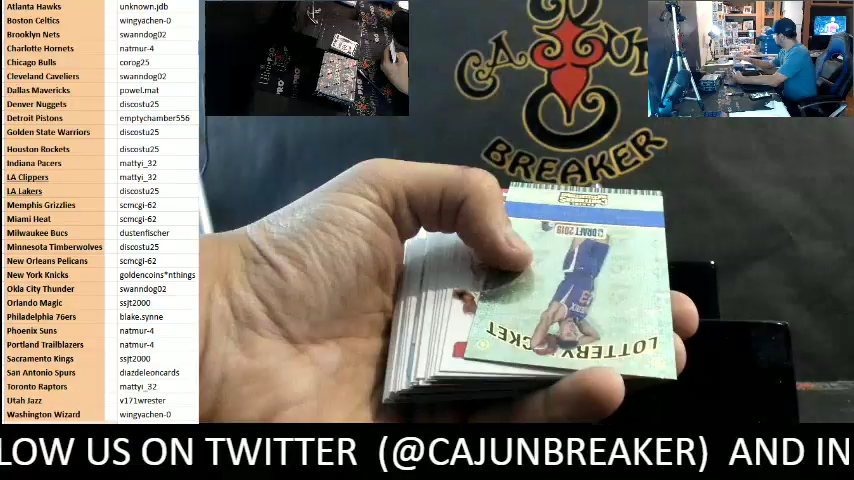 Atlanta Hawks unknown.jdb
Boston Celtics wingyachen-0
Brooklyn Nets swanndog02
Charlotte Hornets natmur-4
Chicago Bulls corog25
Cleveland Cavaliers swanndog02
Dallas Mavericks powel.mat
Denver Nuggets discostu25
Detroit Pistons emptychamber556
Golden State Warriors discostu25
Houston Rockets discostu25
Indiana Pacers mattyi_32
LA Clippers mattyi_32
LA Lakers discostu25
Memphis Grizzlies scmcgi-62
Miami Heat scmcgi-62
Milwaukee Bucs dustenfischer
Minnesota Timberwolves discostu25
New Orleans Pelicans scmcgi-62
New York Knicks goldencoins*nthings
Okla City Thunder swanndog02
Orlando Magic ssjt2000
Philadelphia 76ers blake.synne
Phoenix Suns natmur-4
Portland Trailblazers natmur-4
Sacramento Kings ssjt2000
San Antonio Spurs diazdeleoncards
Toronto Raptors mattyi_32
Utah Jazz v171wrester
Washington Wizard wingyachen-0
CAJUN
BREAKER
DRAFT 2018
LOTTERY
LOW US ON TWITTER (@CAJUNBREAKER) AND IN